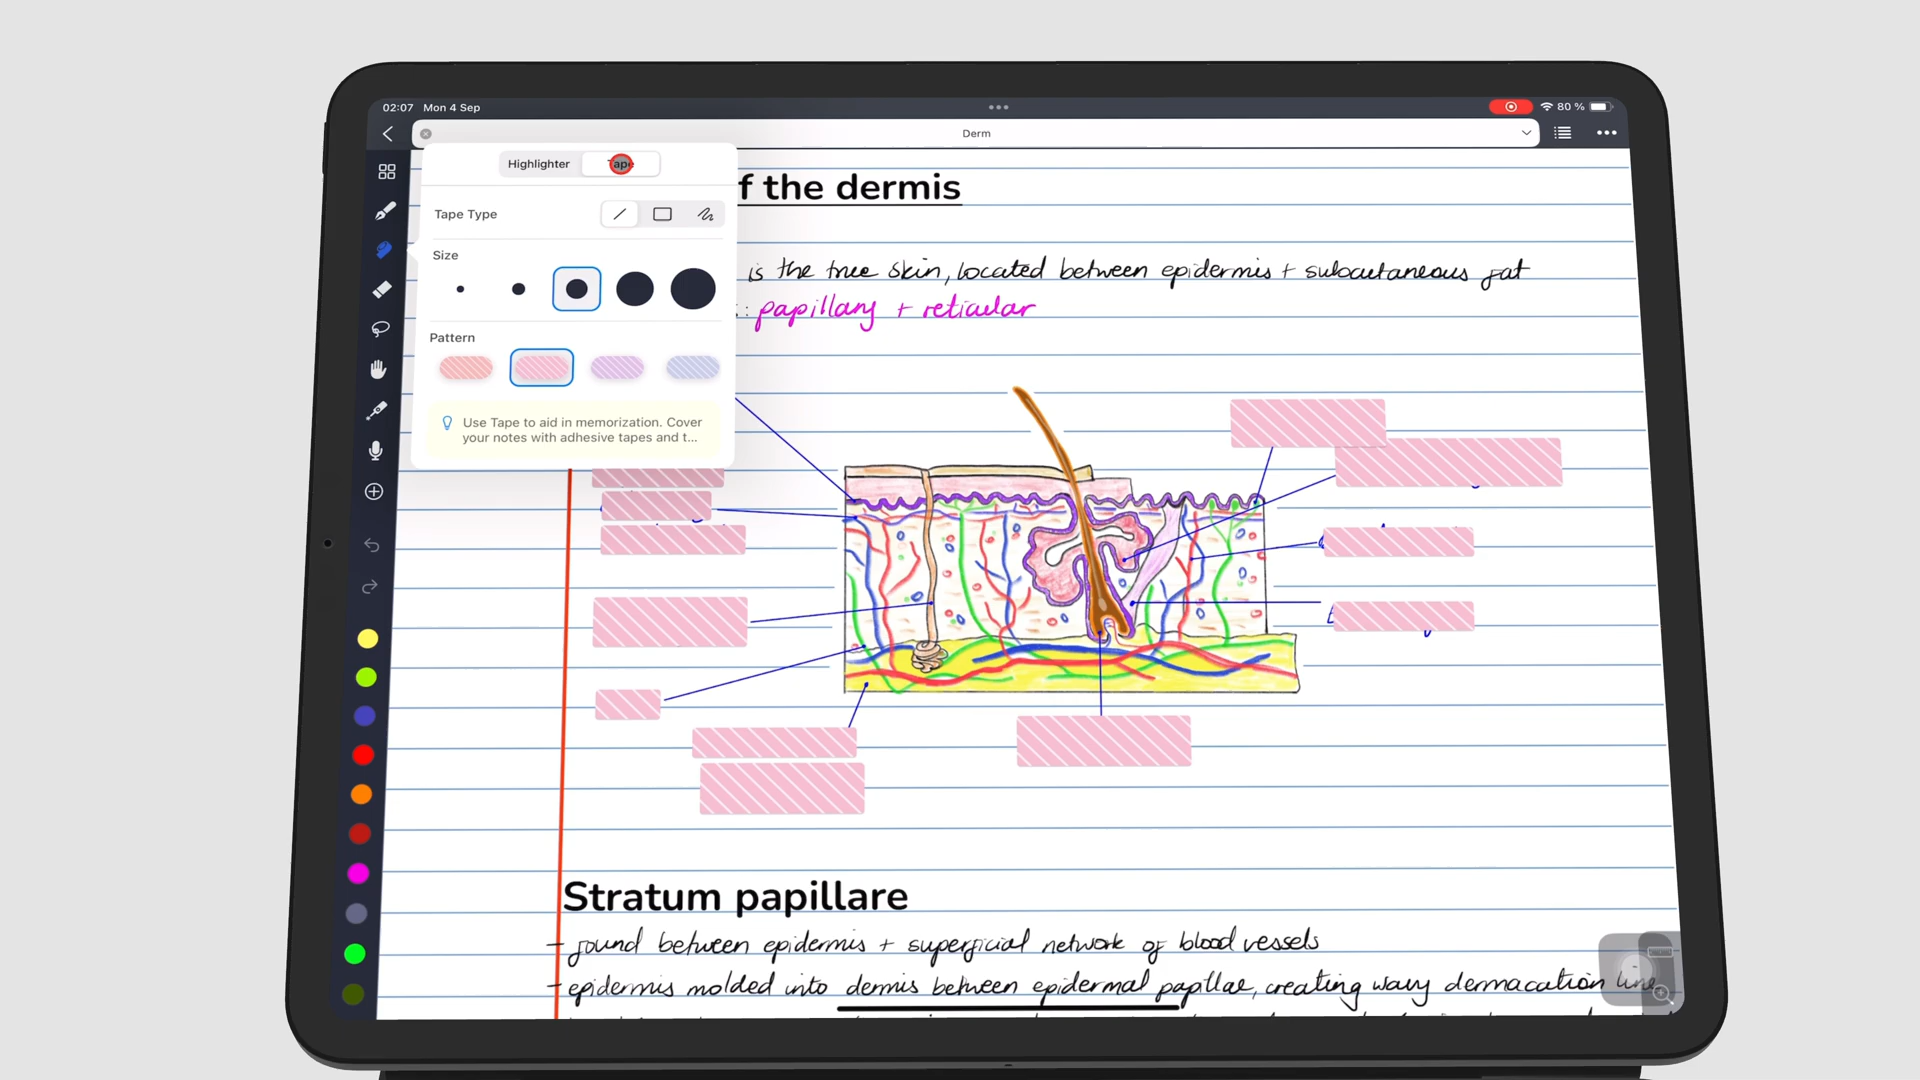 02:07 Mon 4 Sep
80 %
Derm
Highlighter
Tape Type
Size
Pattern
Use Tape to aid in memorization. Cover
your notes with adhesive tapes and t...
f the dermis
is the true skin, located between epidermis + subcutaneous fat
: papillary + reticular
Stratum papillare
- found between epidermis + superficial network of blood vessels
- epidermis molded into dermis between epidermal papillae, creating wavy dermacation line